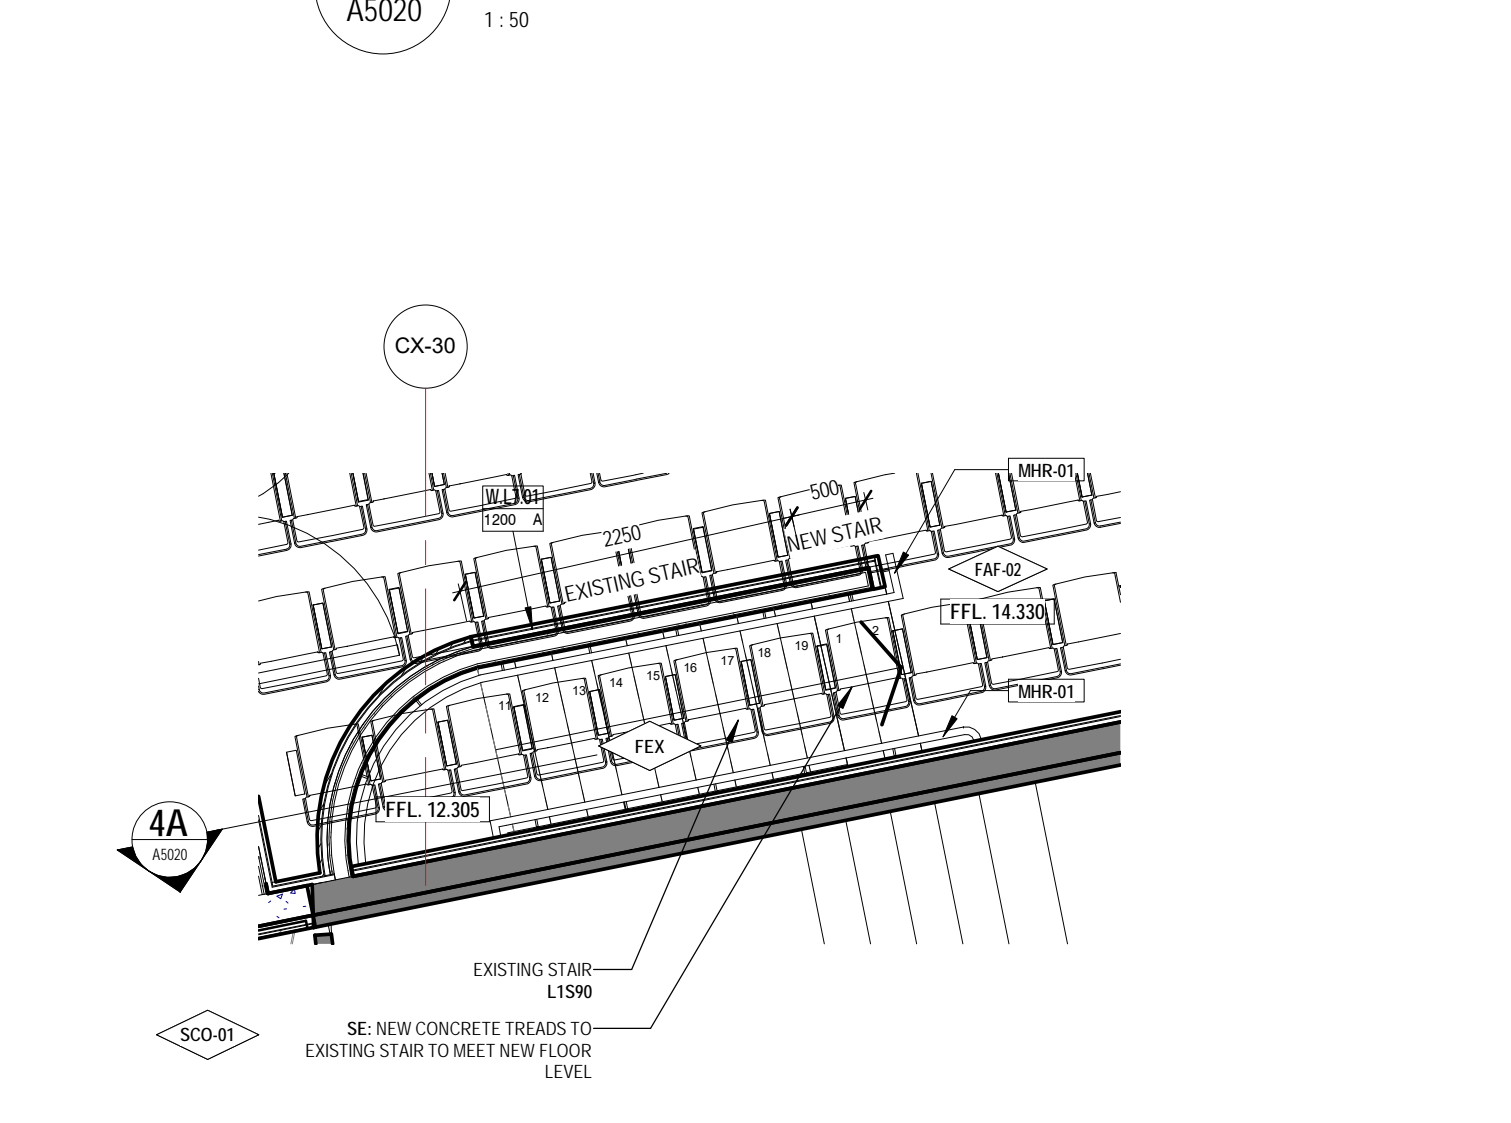 A5020
1 : 50
CX-30
MHR-01
500
W.L7.01
1200 A
NEW STAIR
2250
EXISTING STAIR
FAF-02
FFL. 14.330
1
2
19
18
17
16
15
14
13
12
11
MHR-01
FEX
FFL. 12.305
4A
A5020
EXISTING STAIR
L1S90
SCO-01
SE: NEW CONCRETE TREADS TO
EXISTING STAIR TO MEET NEW FLOOR
LEVEL